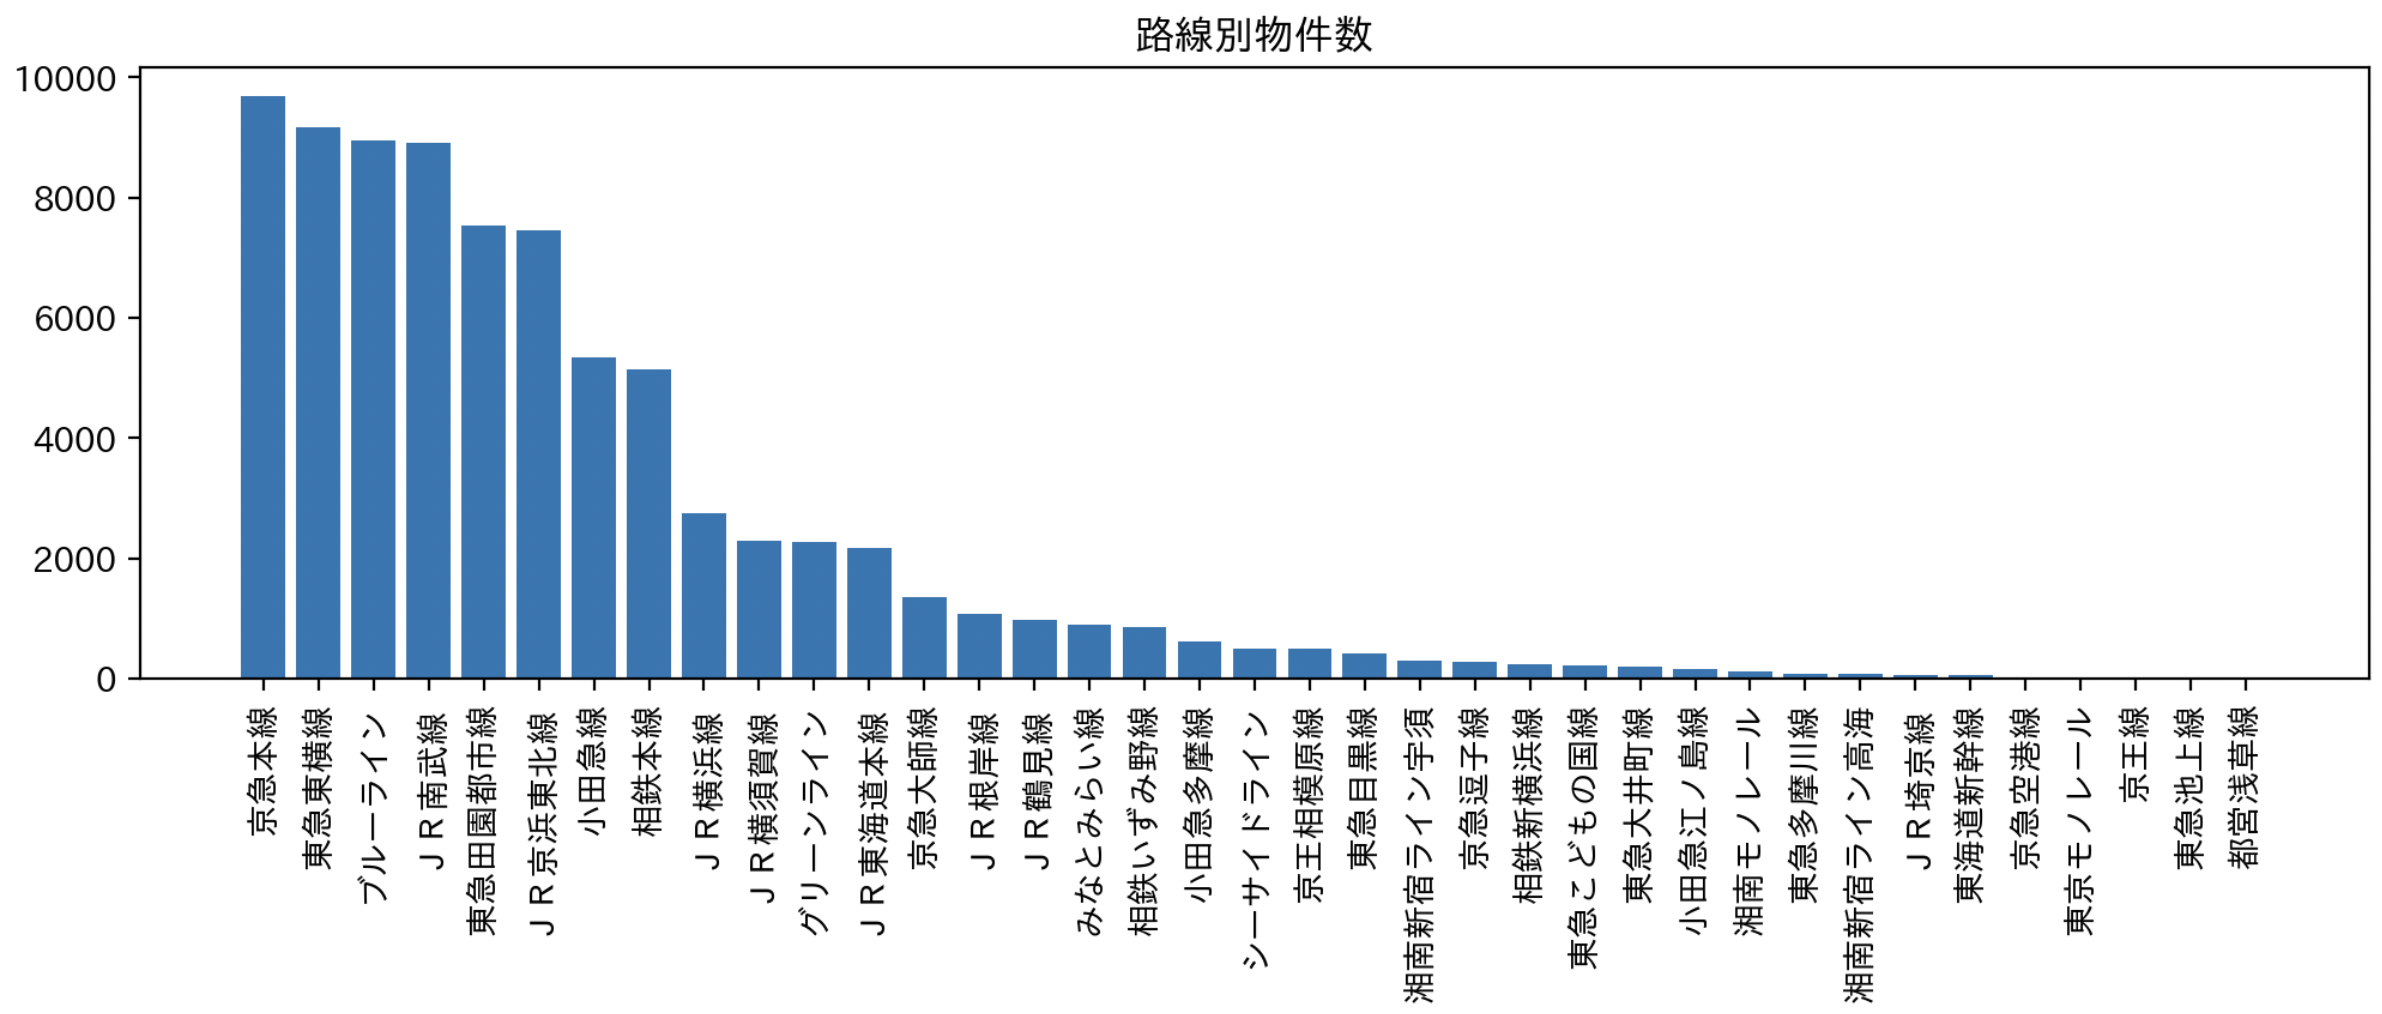 路線別物件数
10000
8000
6000
4000
2000
0
京急本線
東急東横線
ブルーライン
ＪＲ南武線
東急田園都市線
ＪＲ京浜東北線
小田急線
相鉄本線
ＪＲ横浜線
ＪＲ横須賀線
グリーンライン
ＪＲ東海道本線
京急大師線
ＪＲ根岸線
ＪＲ鶴見線
みなとみらい線
相鉄いずみ野線
小田急多摩線
シーサイドライン
京王相模原線
東急目黒線
湘南新宿ライン宇須
京急逗子線
相鉄新横浜線
東急こどもの国線
東急大井町線
小田急江ノ島線
湘南モノレール
東急多摩川線
湘南新宿ライン高海
ＪＲ埼京線
東海道新幹線
京急空港線
東京モノレール
京王線
東急池上線
都営浅草線